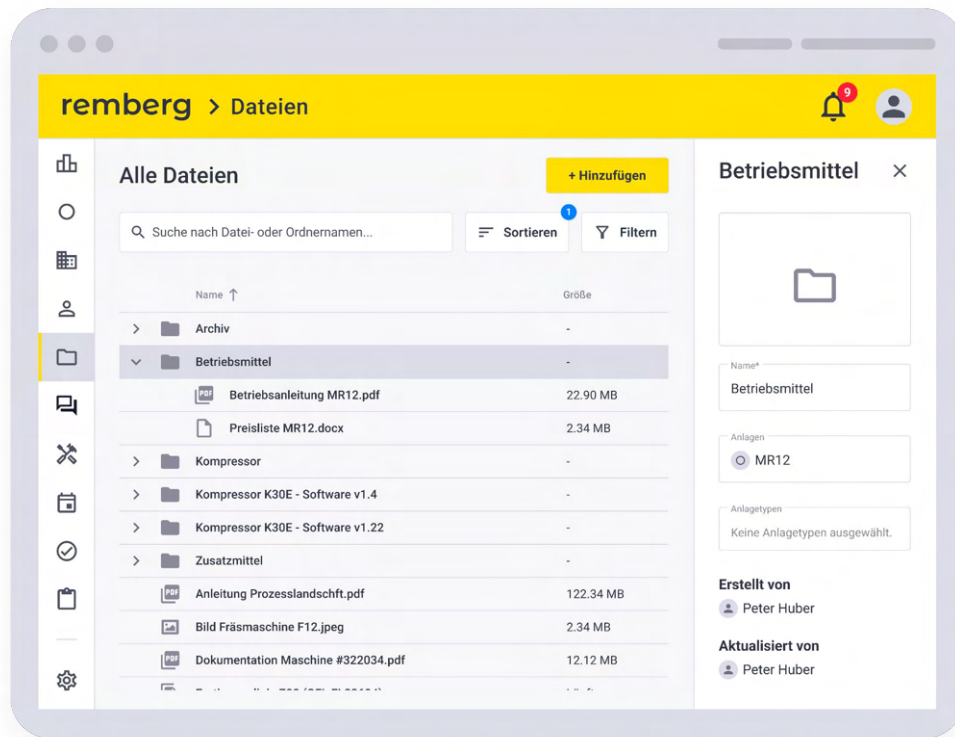 remberg > Dateien
9
Alle Dateien
+ Hinzufügen
Suche nach Datei- oder Ordnernamen...
Sortieren
1
Filtern
Name ↑
Größe
Archiv -
Betriebsmittel -
PDF Betriebsanleitung MR12.pdf 22.90 MB
Preisliste MR12.docx 2.34 MB
Kompressor -
Kompressor K30E - Software v1.4 -
Kompressor K30E - Software v1.22 -
Zusatzmittel -
PDF Anleitung Prozesslandschft.pdf 122.34 MB
Bild Fräsmaschine F12.jpeg 2.34 MB
PDF Dokumentation Maschine #322034.pdf 12.12 MB
Betriebsmittel
Name*
Betriebsmittel
Anlagen
MR12
Anlagetypen
Keine Anlagetypen ausgewählt.
Erstellt von
Peter Huber
Aktualisiert von
Peter Huber